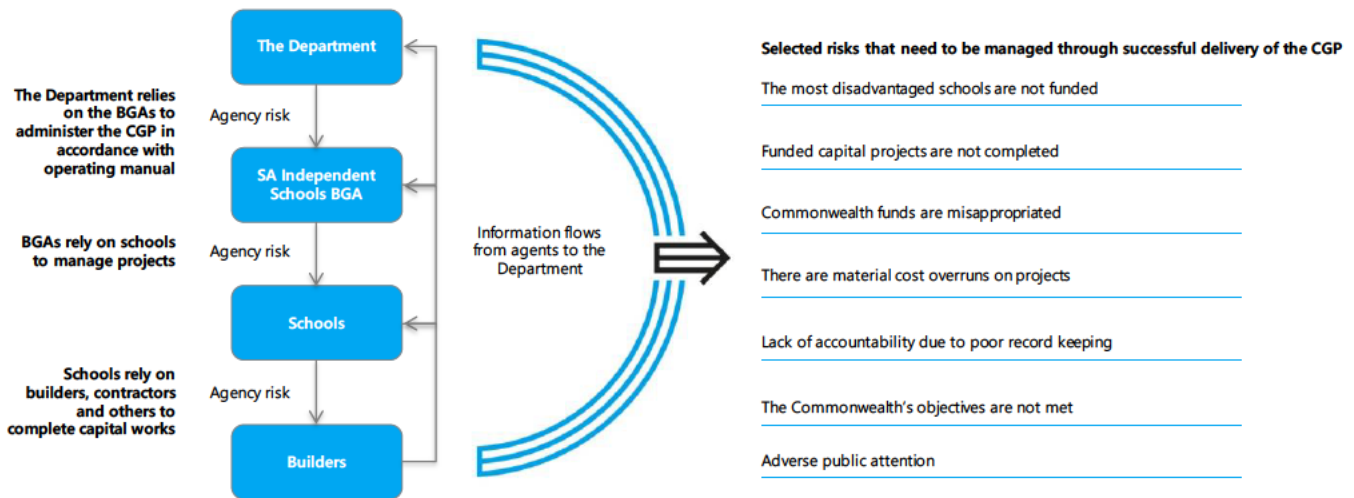 The Department
The Department relies
on the BGAs to
administer the CGP in
accordance with
operating manual
Agency risk
SA Independent
Schools BGA
BGAs rely on schools
to manage projects
Agency risk
Schools
Schools rely on
builders, contractors
and others to
complete capital works
Agency risk
Builders
Information flows
from agents to the
Department
Selected risks that need to be managed through successful delivery of the CGP
The most disadvantaged schools are not funded
Funded capital projects are not completed
Commonwealth funds are misappropriated
There are material cost overruns on projects
Lack of accountability due to poor record keeping
The Commonwealth's objectives are not met
Adverse public attention